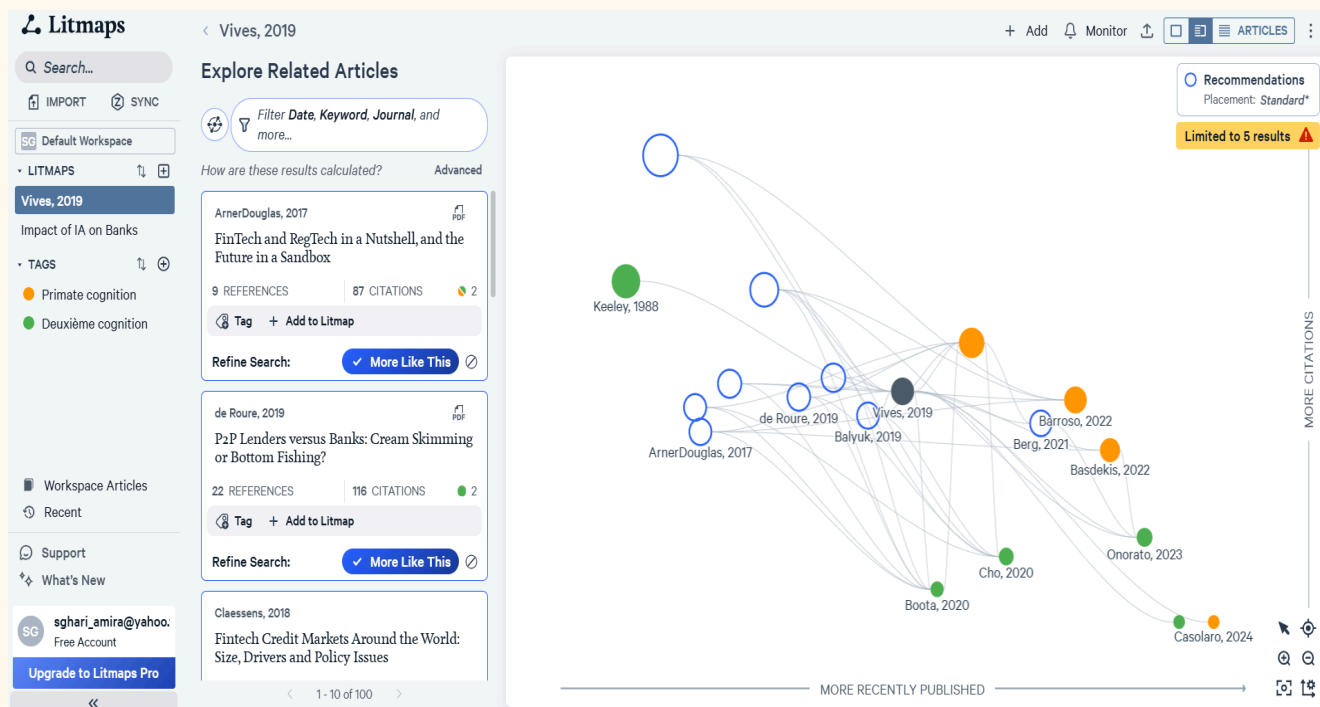 Litmaps
Search...
IMPORT
SYNC
SG Default Workspace
LITMAPS
Vives, 2019
Impact of IA on Banks
TAGS
Primate cognition
Deuxième cognition
Workspace Articles
Recent
Support
What's New
SG
sghari_amira@yahoo.
Free Account
Upgrade to Litmaps Pro
«
< Vives, 2019
Explore Related Articles
Filter Date, Keyword, Journal, and
more...
How are these results calculated?
Advanced
ArnerDouglas, 2017
PDF
FinTech and RegTech in a Nutshell, and the
Future in a Sandbox
9 REFERENCES
87 CITATIONS
2
Tag
+ Add to Litmap
Refine Search:
More Like This
de Roure, 2019
PDF
P2P Lenders versus Banks: Cream Skimming
or Bottom Fishing?
22 REFERENCES
116 CITATIONS
2
Tag
+ Add to Litmap
Refine Search:
More Like This
Claessens, 2018
Fintech Credit Markets Around the World:
Size, Drivers and Policy Issues
< 1 - 10 of 100 >
+ Add
Monitor
ARTICLES
Recommendations
Placement: Standard*
Limited to 5 results
Keeley, 1988
de Roure, 2019
Vives, 2019
Barroso, 2022
Balyuk, 2019
Berg, 2021
ArnerDouglas, 2017
Basdekis, 2022
Onorato, 2023
Cho, 2020
Boota, 2020
Casolaro, 2024
MORE CITATIONS
MORE RECENTLY PUBLISHED